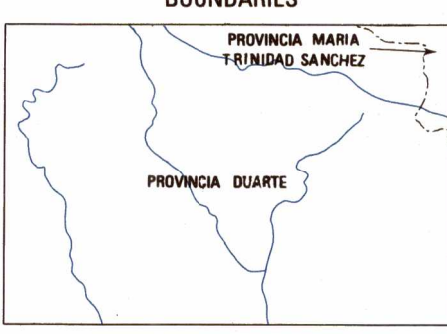 BOUNDARIES
PROVINCIA MARIA
TRINIDAD SANCHEZ
PROVINCIA DUARTE